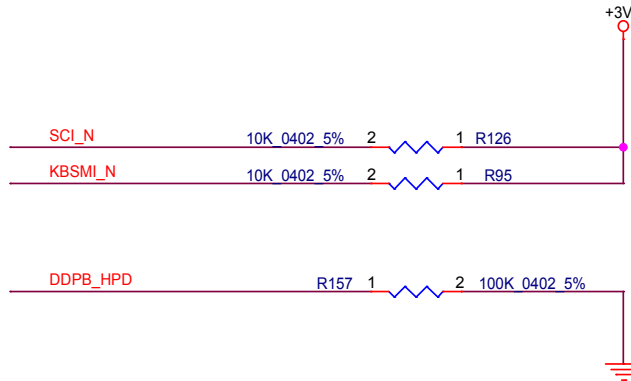 +3V
SCI_N 10K_0402_5% 2 1 R126
KBSMI_N 10K_0402_5% 2 1 R95
DDPB_HPD R157 1 2 100K_0402_5%